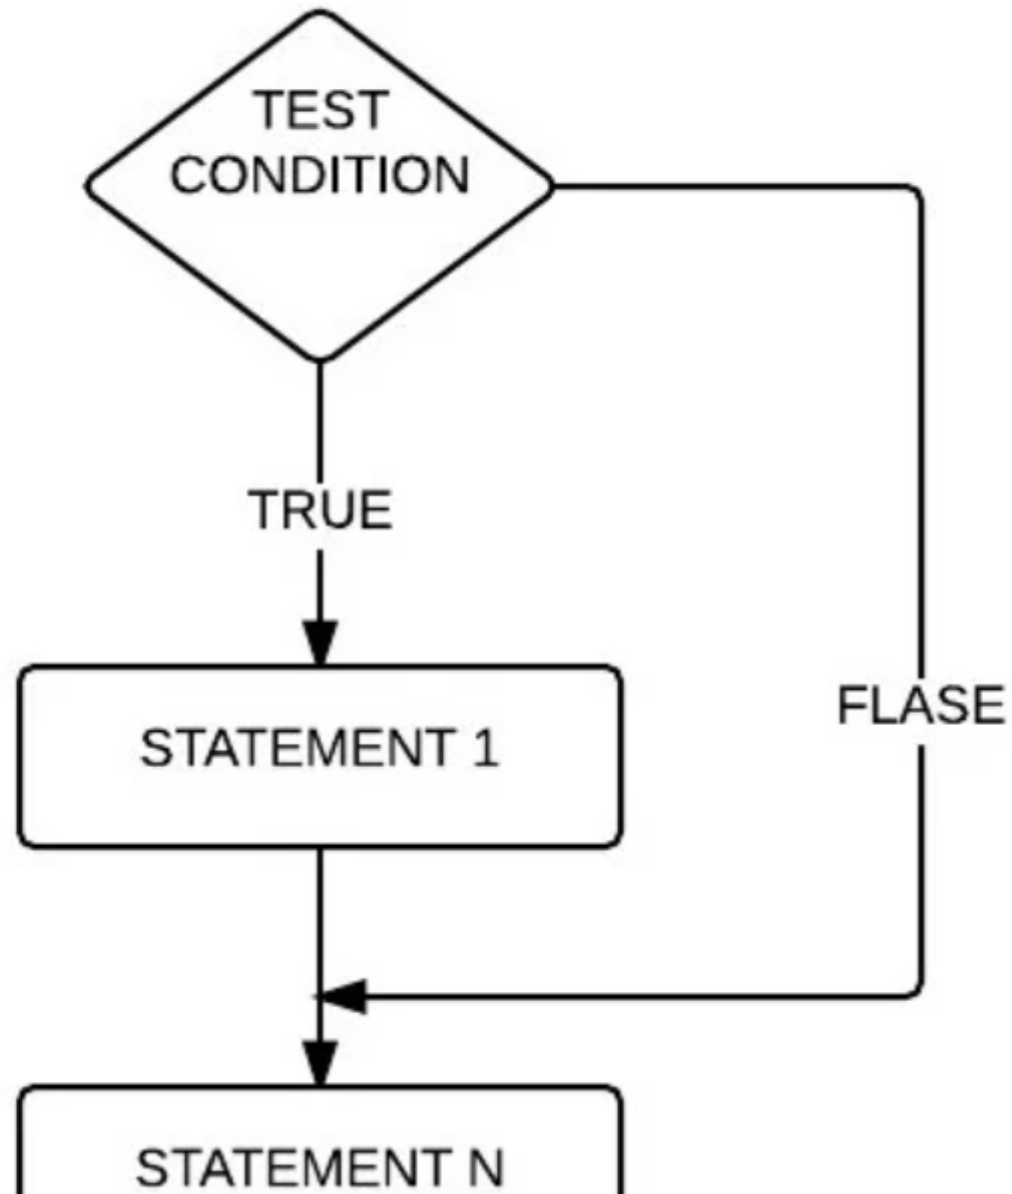 TEST
CONDITION
TRUE
FLASE
STATEMENT 1
STATEMENT N